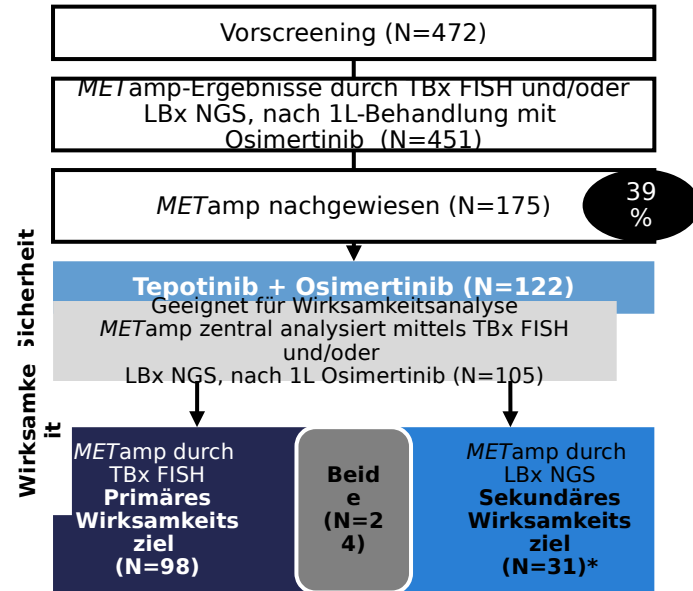 Vorscreening (N=472)
METamp-Ergebnisse durch TBx FISH und/oder
LBx NGS, nach 1L-Behandlung mit
Osimertinib (N=451)
METamp nachgewiesen (N=175)
39
%
Sicherheit
Tepotinib + Osimertinib (N=122)
Geeignet für Wirksamkeitsanalyse
METamp zentral analysiert mittels TBx FISH
und/oder
LBx NGS, nach 1L Osimertinib (N=105)
Wirksamke
it
METamp durch
TBx FISH
Primäres
Wirksamkeits
ziel
(N=98)
Beid
e
(N=2
4)
METamp durch
LBx NGS
Sekundäres
Wirksamkeits
ziel
(N=31)*